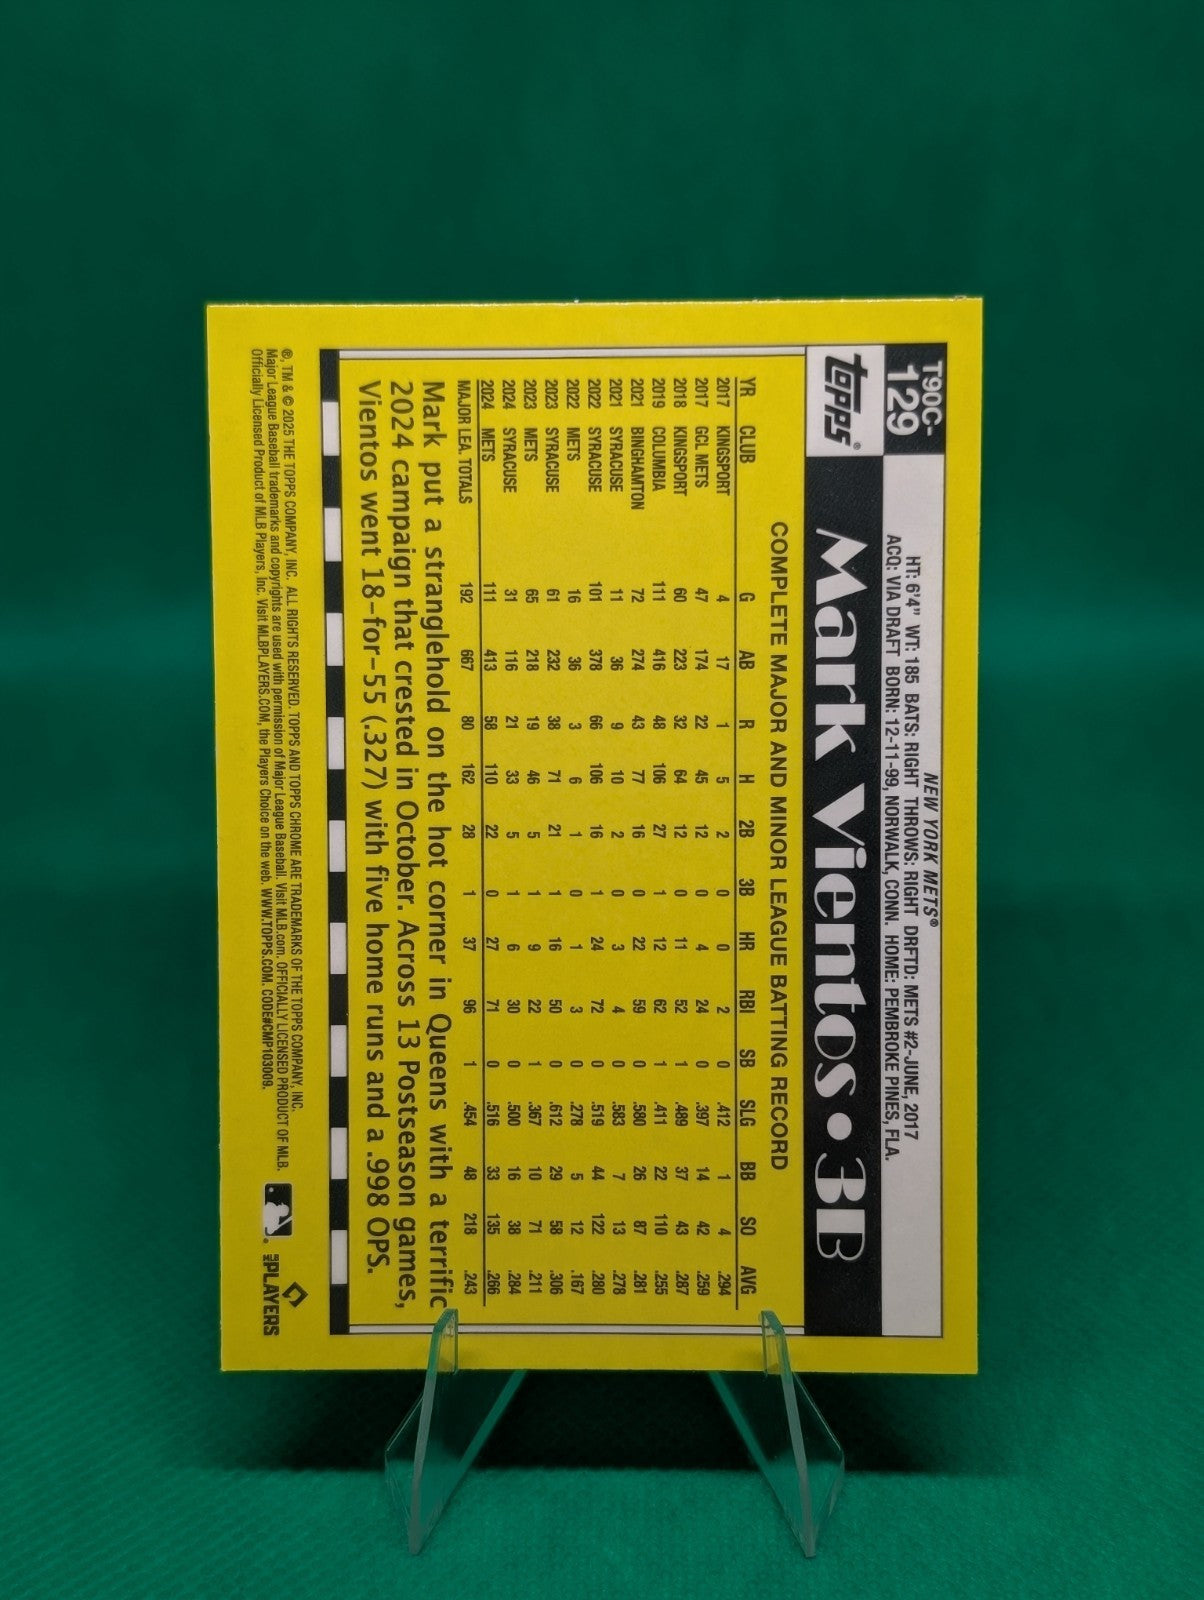 T90C-
129
NEW YORK METS®
HT: 6'4" WT: 185 BATS: RIGHT THROWS: RIGHT DRFTD: METS #2-JUNE, 2017
ACQ: VIA DRAFT BORN: 12-11-99, NORWALK, CONN. HOME: PEMBROKE PINES, FLA.
topps®
Mark Vientos • 3B
COMPLETE MAJOR AND MINOR LEAGUE BATTING RECORD
YR CLUB G AB R H 2B 3B HR RBI SB SLG BB SO AVG
2017 KINGSPORT 4 17 1 5 2 0 0 2 0 .412 1 4 .294
2017 GCL METS 47 174 22 45 12 0 4 24 0 .397 14 42 .259
2018 KINGSPORT 60 223 32 64 12 0 11 52 1 .489 37 43 .287
2019 COLUMBIA 111 416 48 106 27 1 12 62 1 .411 22 110 .255
2021 BINGHAMTON 72 274 43 77 16 0 22 59 0 .580 26 87 .281
2021 SYRACUSE 11 36 9 10 2 0 3 4 0 .583 7 13 .278
2022 SYRACUSE 101 378 66 106 16 1 24 72 0 .519 44 122 .280
2022 METS 16 36 3 6 1 0 1 3 0 .278 5 12 .167
2023 SYRACUSE 61 232 38 71 21 1 16 50 0 .612 29 58 .306
2023 METS 65 218 19 46 5 1 9 22 1 .367 10 71 .211
2024 SYRACUSE 31 116 21 33 5 1 6 30 0 .500 16 38 .284
2024 METS 111 413 58 110 22 0 27 71 0 .516 33 135 .266
MAJOR LEA. TOTALS 192 667 80 162 28 1 37 96 1 .454 48 218 .243
Mark put a stranglehold on the hot corner in Queens with a terrific
2024 campaign that crested in October. Across 13 Postseason games,
Vientos went 18-for-55 (.327) with five home runs and a .998 OPS.
®, TM & © 2025 THE TOPPS COMPANY, INC. ALL RIGHTS RESERVED. TOPPS AND TOPPS CHROME ARE TRADEMARKS OF THE TOPPS COMPANY, INC.
Major League Baseball trademarks and copyrights are used with permission of Major League Baseball. Visit MLB.com. OFFICIALLY LICENSED PRODUCT OF MLB.
Officially Licensed Product of MLB Players, Inc. Visit MLBPLAYERS.COM, the Players Choice on the web. WWW.TOPPS.COM. CODE#CMP103009.
MLB PLAYERS